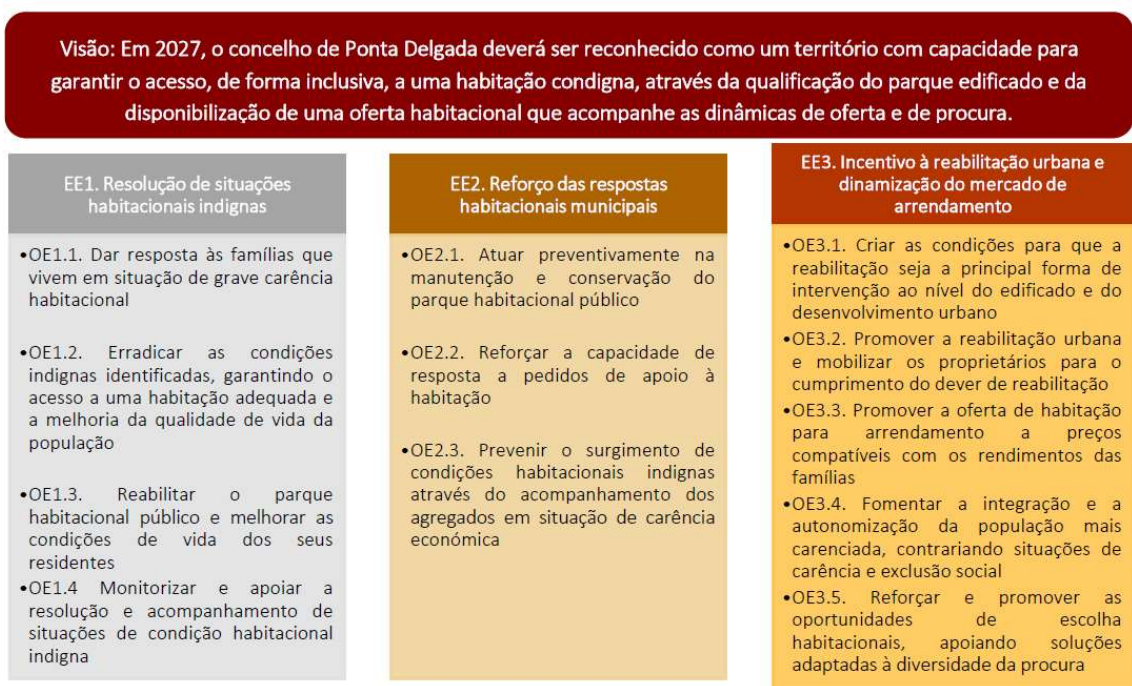 Visão: Em 2027, o concelho de Ponta Delgada deverá ser reconhecido como um território com capacidade para
garantir o acesso, de forma inclusiva, a uma habitação condigna, através da qualificação do parque edificado e da
disponibilização de uma oferta habitacional que acompanhe as dinâmicas de oferta e de procura.
EE1. Resolução de situações
habitacionais indignas
•OE1.1. Dar resposta às famílias que
vivem em situação de grave carência
habitacional
•OE1.2. Erradicar as condições
indignas identificadas, garantindo o
acesso a uma habitação adequada e
a melhoria da qualidade de vida da
população
•OE1.3. Reabilitar o parque
habitacional público e melhorar as
condições de vida dos seus
residentes
•OE1.4 Monitorizar e apoiar a
resolução e acompanhamento de
situações de condição habitacional
indigna
EE2. Reforço das respostas
habitacionais municipais
•OE2.1. Atuar preventivamente na
manutenção e conservação do
parque habitacional público
•OE2.2. Reforçar a capacidade de
resposta a pedidos de apoio à
habitação
•OE2.3. Prevenir o surgimento de
condições habitacionais indignas
através do acompanhamento dos
agregados em situação de carência
económica
EE3. Incentivo à reabilitação urbana e
dinamização do mercado de
arrendamento
•OE3.1. Criar as condições para que a
reabilitação seja a principal forma de
intervenção ao nível do edificado e do
desenvolvimento urbano
•OE3.2. Promover a reabilitação urbana
e mobilizar os proprietários para o
cumprimento do dever de reabilitação
•OE3.3. Promover a oferta de habitação
para arrendamento a preços
compatíveis com os rendimentos das
famílias
•OE3.4. Fomentar a integração e a
autonomização da população mais
carenciada, contrariando situações de
carência e exclusão social
•OE3.5. Reforçar e promover as
oportunidades de escolha
habitacionais, apoiando soluções
adaptadas à diversidade da procura